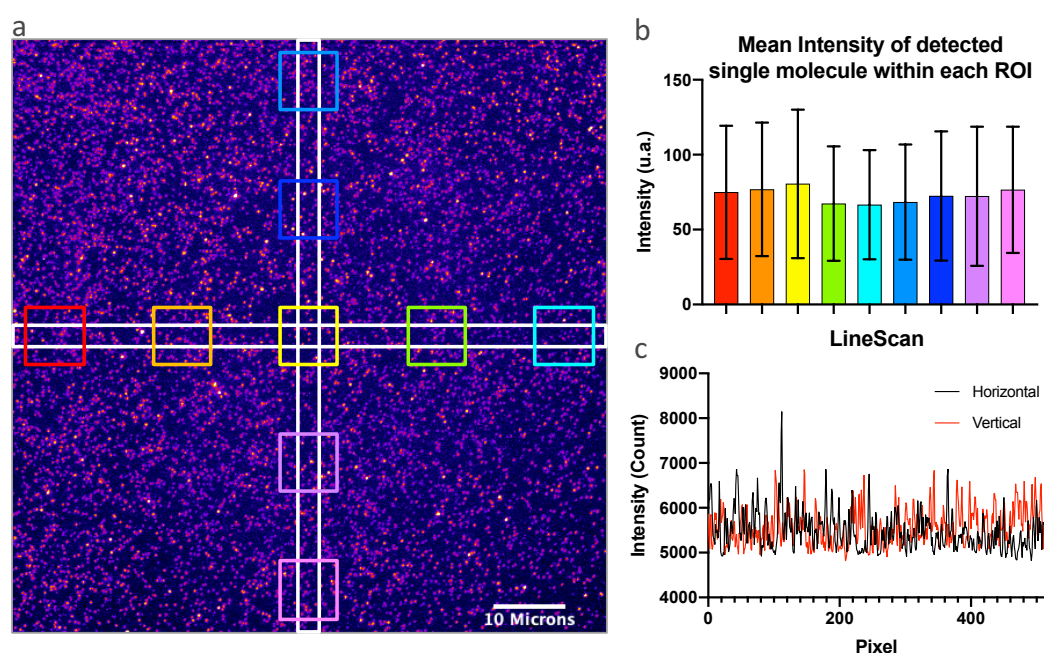 a
10 Microns
b
Mean Intensity of detected
single molecule within each ROI
Intensity (u.a.)
150
100
50
0
c
LineScan
Intensity (Count)
9000
8000
7000
6000
5000
4000
Horizontal
Vertical
0
200
400
Pixel